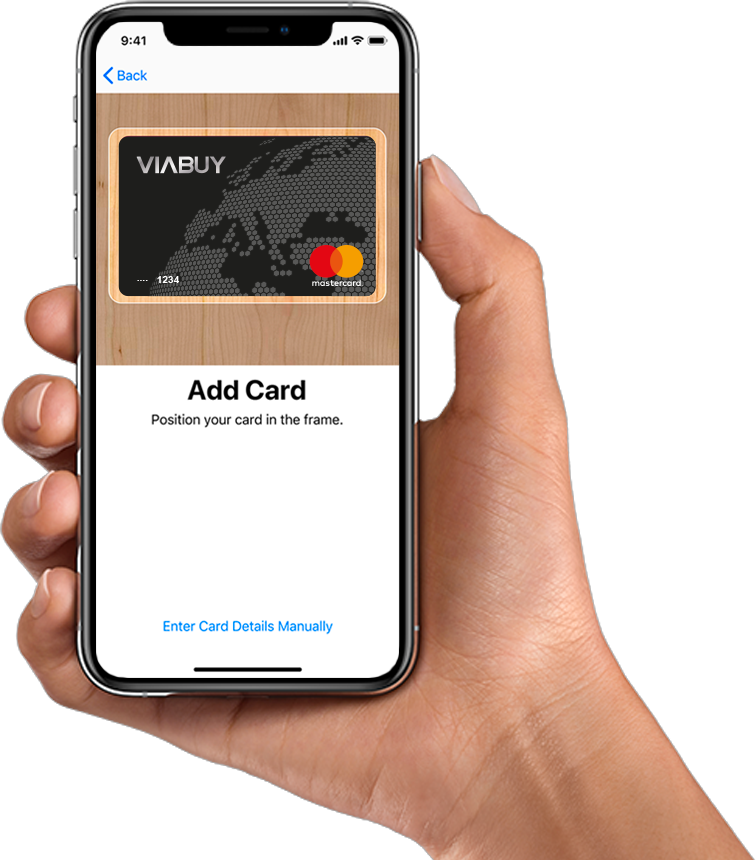 9:41
Back
VIABUY
.... 1234
mastercard.
Add Card
Position your card in the frame.
Enter Card Details Manually